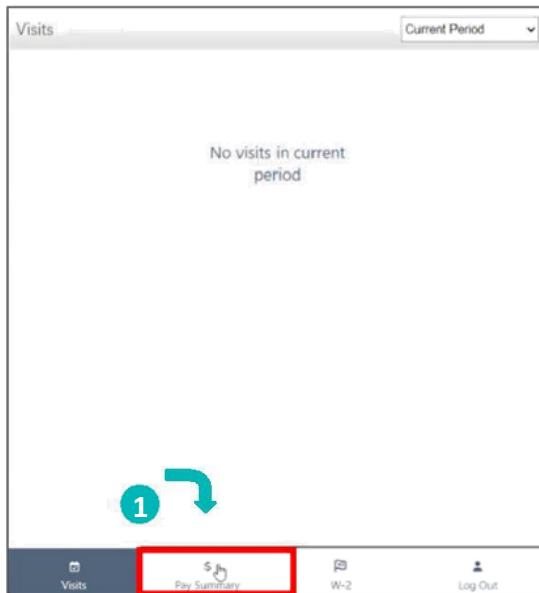 Visits
Current Period
No visits in current
period
1
$
Visits
Pay Summary
W-2
Log Out